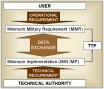 USER
OPERATIONAL
REQUIREMENT
Minimum Military Requirement (MMR)
DATA
EXCHANGE
TTP
Minimum Implementation (MIN IMP)
TECHNICAL
REQUIREMENT
TECHNICAL AUTHORITY